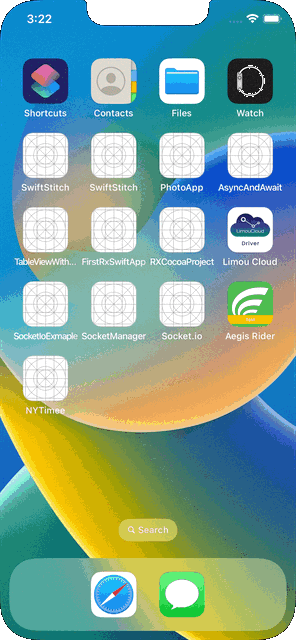 3:22
Shortcuts Contacts Files Watch
SwiftStitch SwiftStitch PhotoApp AsyncAndAwait
LimouCloud
Driver
TableViewWith... FirstRxSwiftApp RXCocoaProject Limou Cloud
App
SocketIoExmaple SocketManager Socket.io Aegis Rider
NYTimee
Search